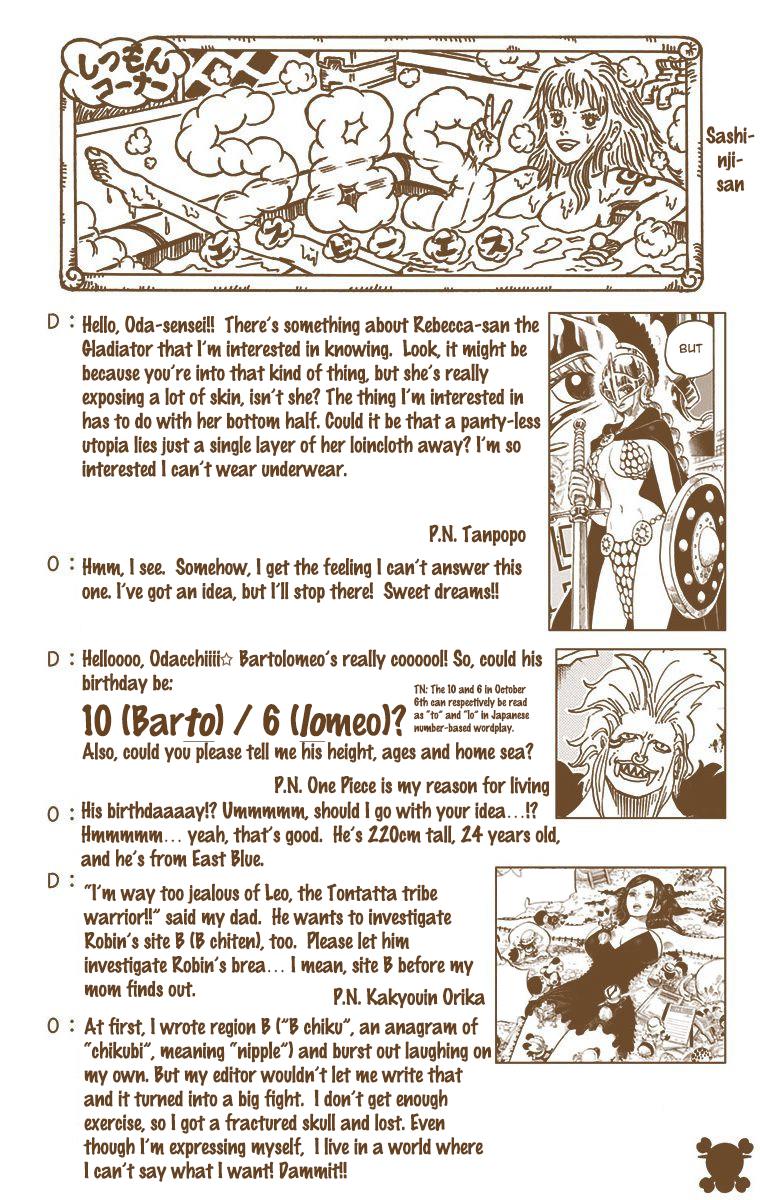 しつもん
コーナー
SBS
エスビーエス
Sashi-
nji-
san
D : Hello, Oda-sensei!! There's something about Rebecca-san the
Gladiator that I'm interested in knowing. Look, it might be
because you're into that kind of thing, but she's really
exposing a lot of skin, isn't she? The thing I'm interested in
has to do with her bottom half. Could it be that a panty-less
utopia lies just a single layer of her loincloth away? I'm so
interested I can't wear underwear.
BUT
P.N. Tanpopo
O : Hmm, I see. Somehow, I get the feeling I can't answer this
one. I've got an idea, but I'll stop there! Sweet dreams!!
D : Helloooo, Odacchiiii☆ Bartolomeo's really coooool! So, could his
birthday be:
10 (Barto) / 6 (lomeo)?
TN: The 10 and 6 in October
6th can respectively be read
as "to" and "lo" in Japanese
number-based wordplay.
Also, could you please tell me his height, ages and home sea?
P.N. One Piece is my reason for living
O : His birthdaaaay!? Ummmmm, should I go with your idea...!?
Hmmmmm... yeah, that's good. He's 220cm tall, 24 years old,
and he's from East Blue.
D : "I'm way too jealous of Leo, the Tontatta tribe
warrior!!" said my dad. He wants to investigate
Robin's site B (B chiten), too. Please let him
investigate Robin's brea... I mean, site B before my
mom finds out.
P.N. Kakyouin Orika
O : At first, I wrote region B ("B chiku", an anagram of
"chikubi", meaning "nipple") and burst out laughing on
my own. But my editor wouldn't let me write that
and it turned into a big fight. I don't get enough
exercise, so I got a fractured skull and lost. Even
though I'm expressing myself, I live in a world where
I can't say what I want! Dammit!!